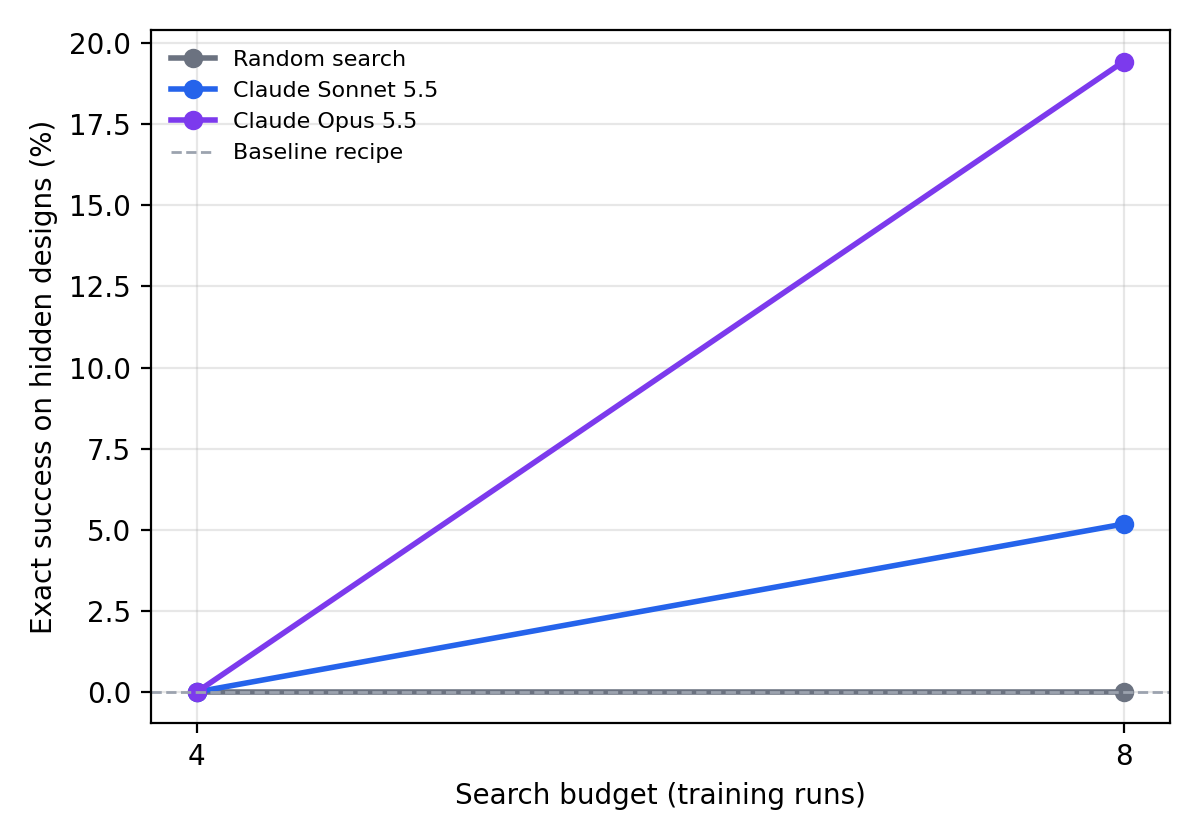 Exact success on hidden designs (%)
20.0
17.5
15.0
12.5
10.0
7.5
5.0
2.5
0.0
Random search
Claude Sonnet 5.5
Claude Opus 5.5
Baseline recipe
4
8
Search budget (training runs)